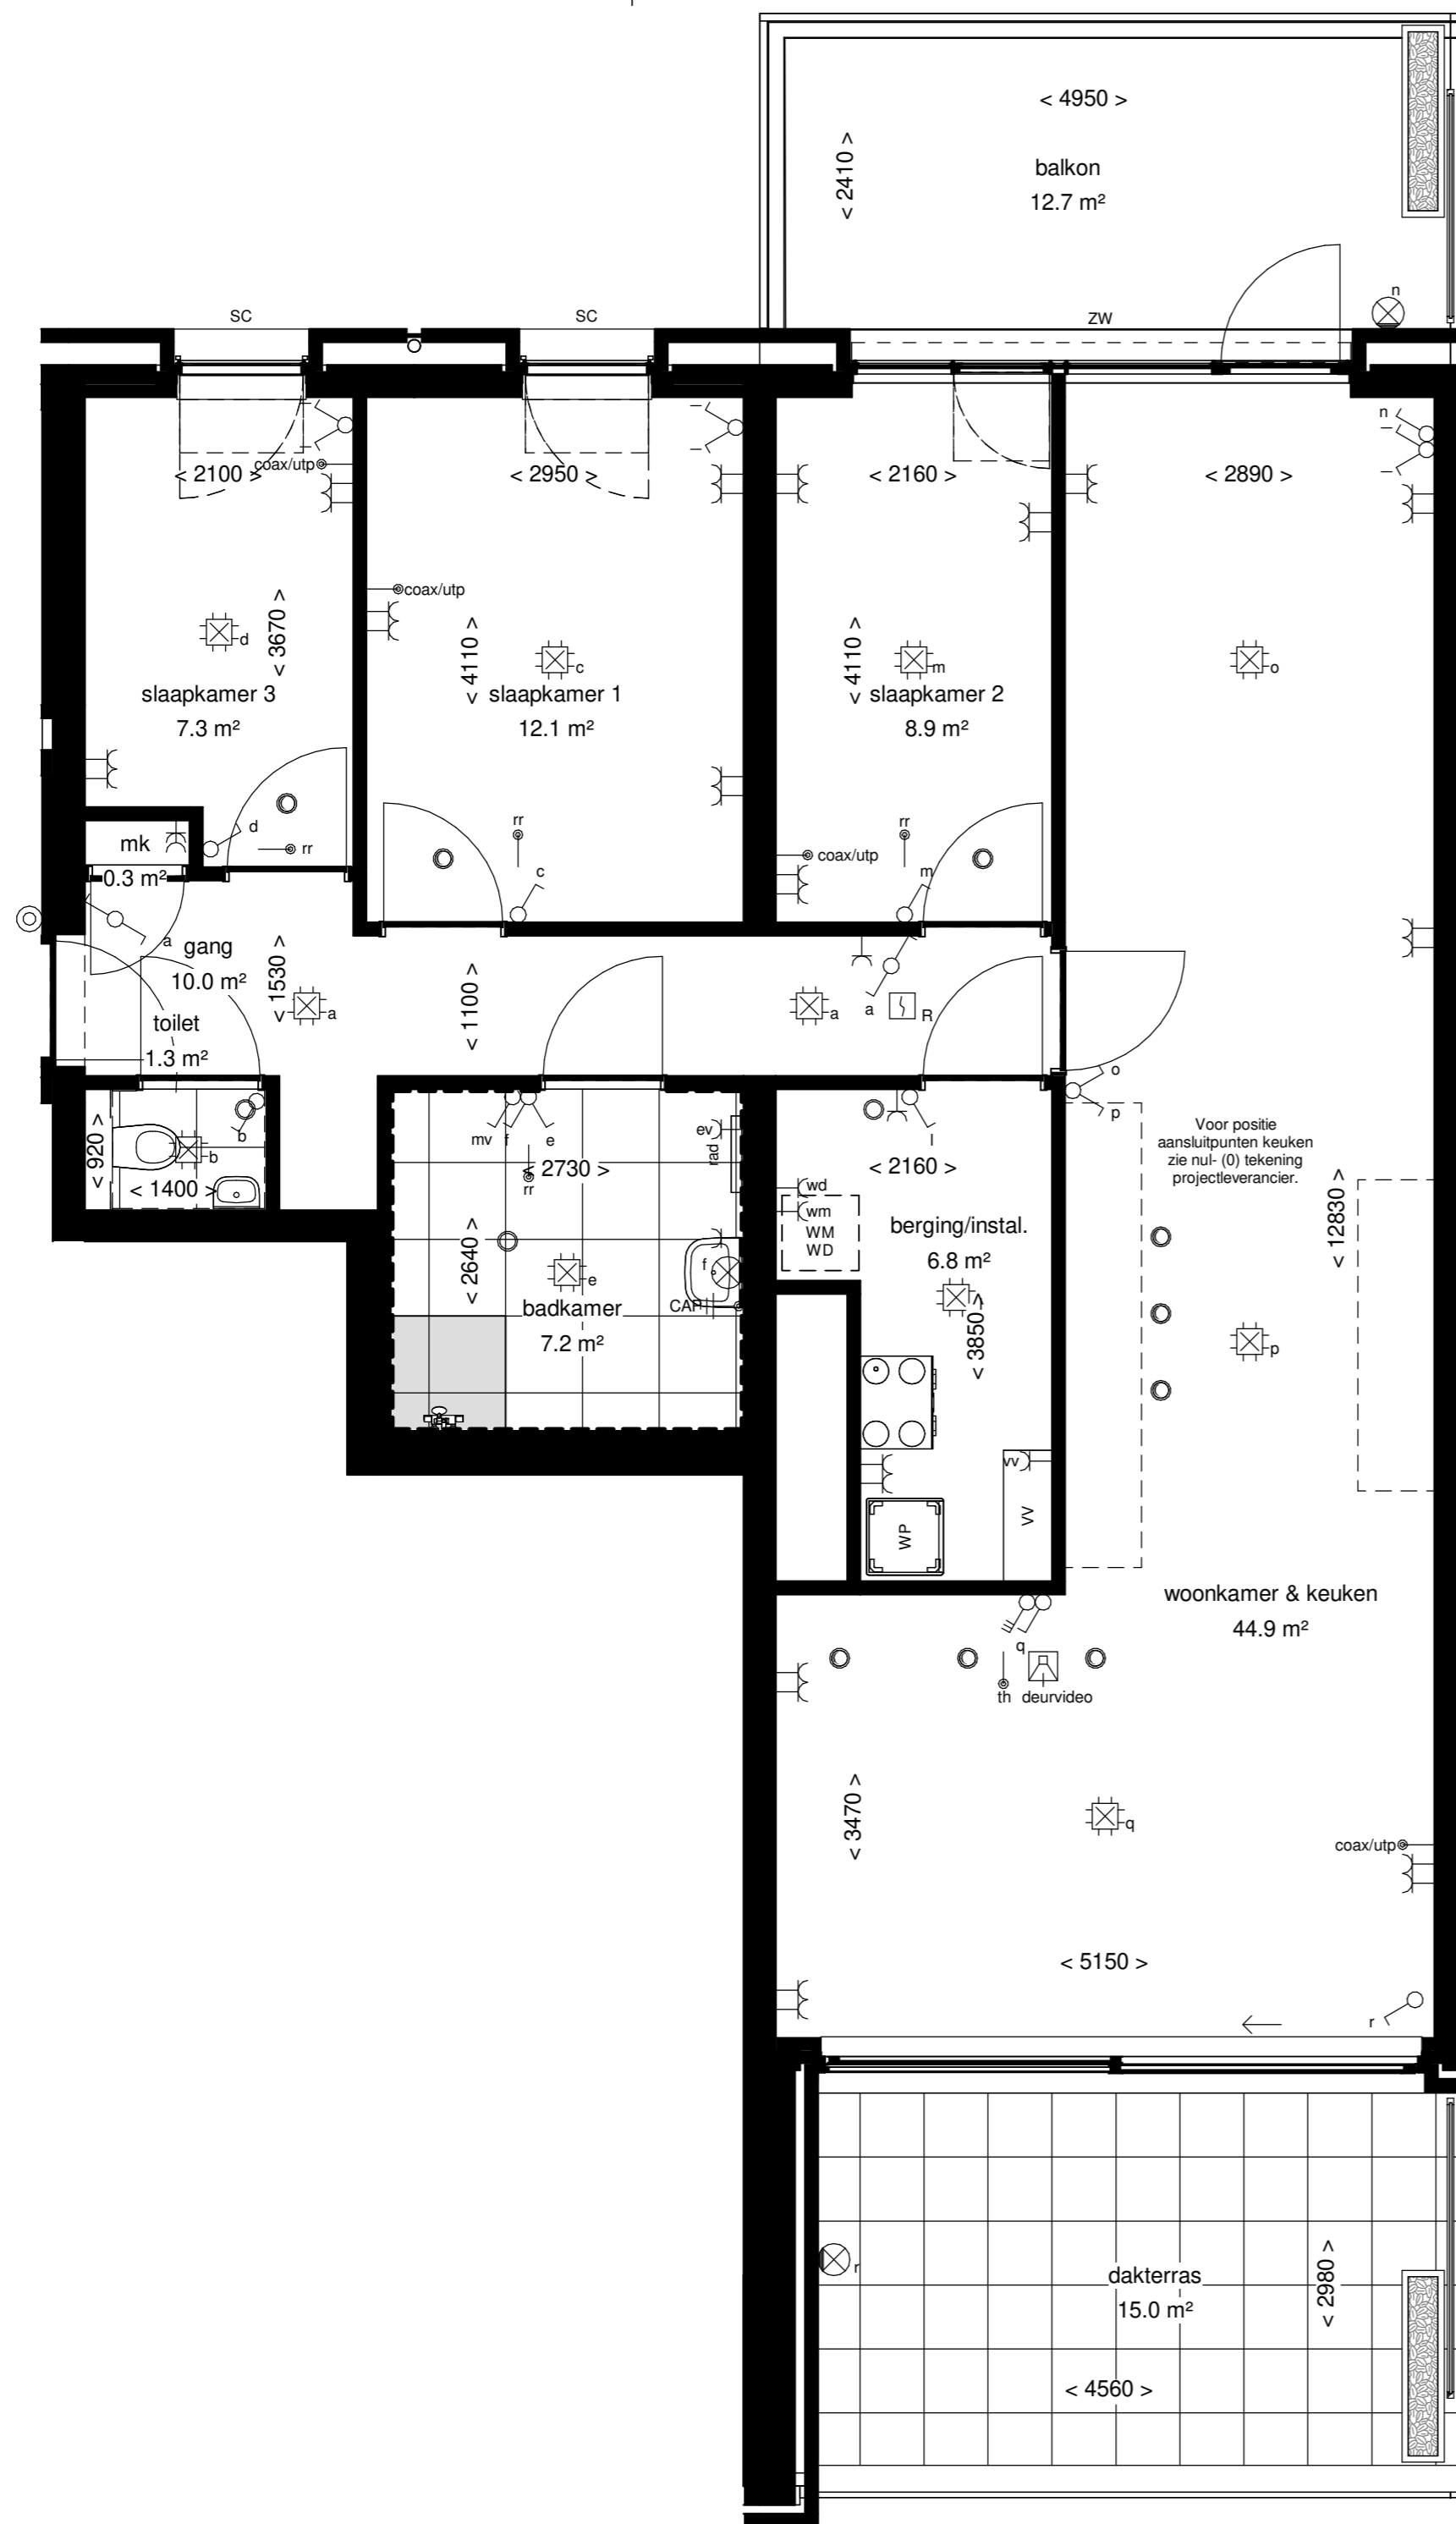 < 4950 >
< 2410 >
balkon
12.7 m²
n
SC
SC
ZW
n
< 2100 >
coax/utp
< 2950 >
< 2160 >
< 2890 >
coax/utp
< 3670 >
d
< 4110 >
c
< 4110 >
m
o
slaapkamer 3
7.3 m²
slaapkamer 1
12.1 m²
slaapkamer 2
8.9 m²
mk
0.3 m²
d
rr
rr
c
rr
coax/utp
m
a
gang
10.0 m²
< 1530 >
a
< 1100 >
a
a
R
toilet
1.3 m²
o
p
< 920 >
b
b
< 1400 >
mv
f
e
< 2730 >
rr
ev
rad
l
< 2160 >
wd
wm
WM
WD
Voor positie
aansluitpunten keuken
zie nul- (0) tekening
projectleverancier.
< 12830 >
< 2640 >
e
f
CAP
badkamer
7.2 m²
berging/instal.
6.8 m²
< 3850 >
p
vv
VV
WP
woonkamer & keuken
44.9 m²
q
th
deurvideo
< 3470 >
q
coax/utp
< 5150 >
r
r
dakterras
15.0 m²
< 2980 >
< 4560 >